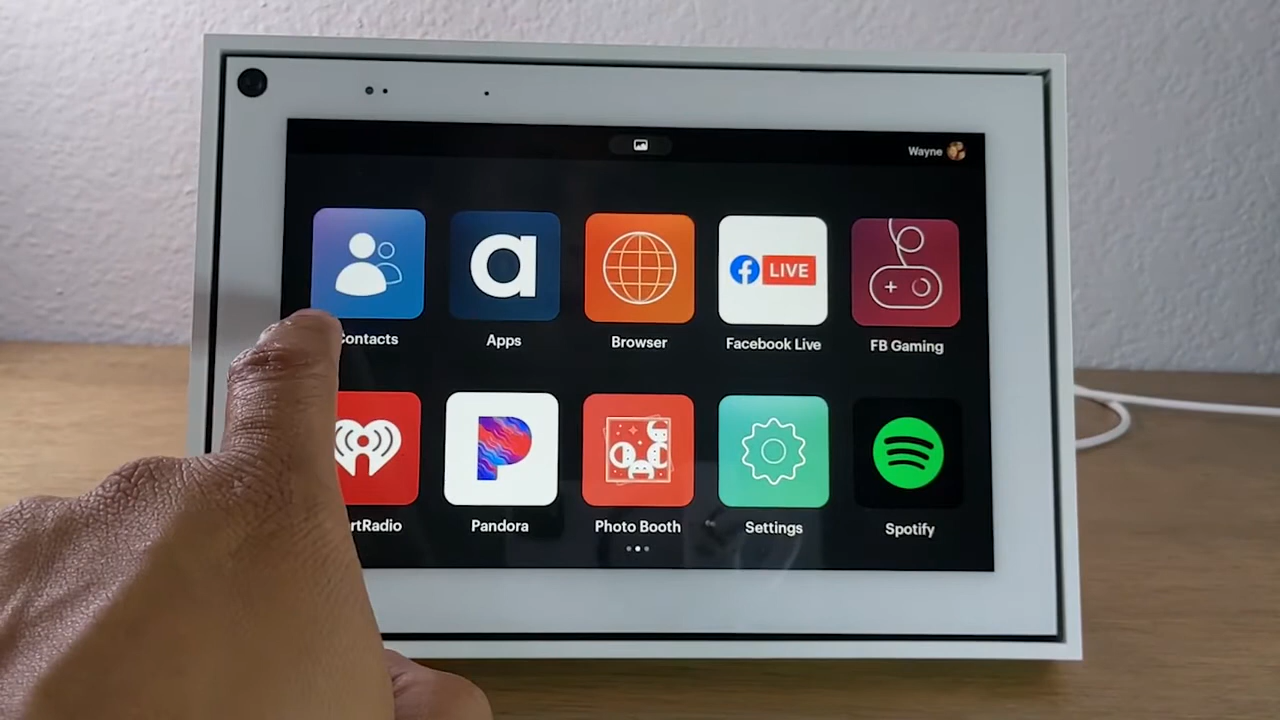 Wayne
a
LIVE
Contacts
Apps
Browser
Facebook Live
FB Gaming
Pandora
Photo Booth
Settings
Spotify